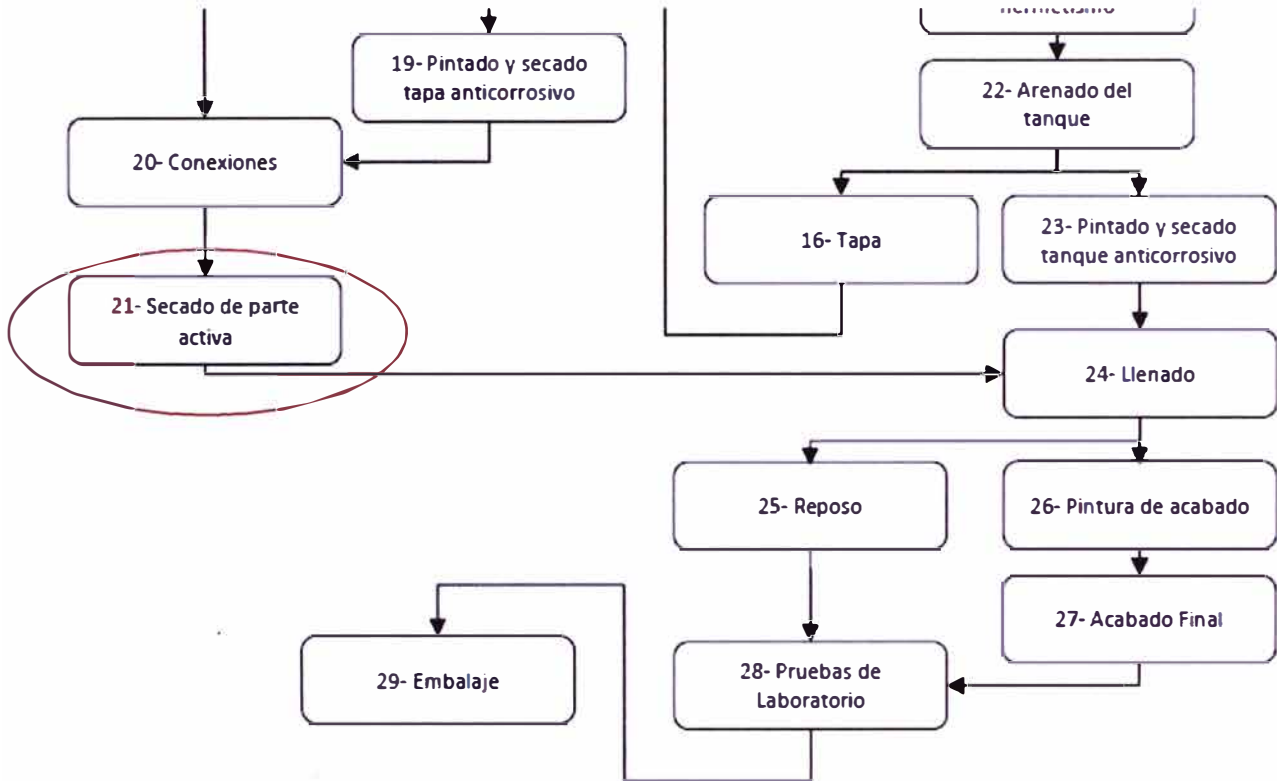 19- Pintado y secado
tapa anticorrosivo
22- Arenado del
tanque
20- Conexiones
16- Tapa
23- Pintado y secado
tanque anticorrosivo
21- Secado de parte
activa
24- Llenado
25- Reposo
26- Pintura de acabado
27- Acabado Final
28- Pruebas de
Laboratorio
29- Embalaje